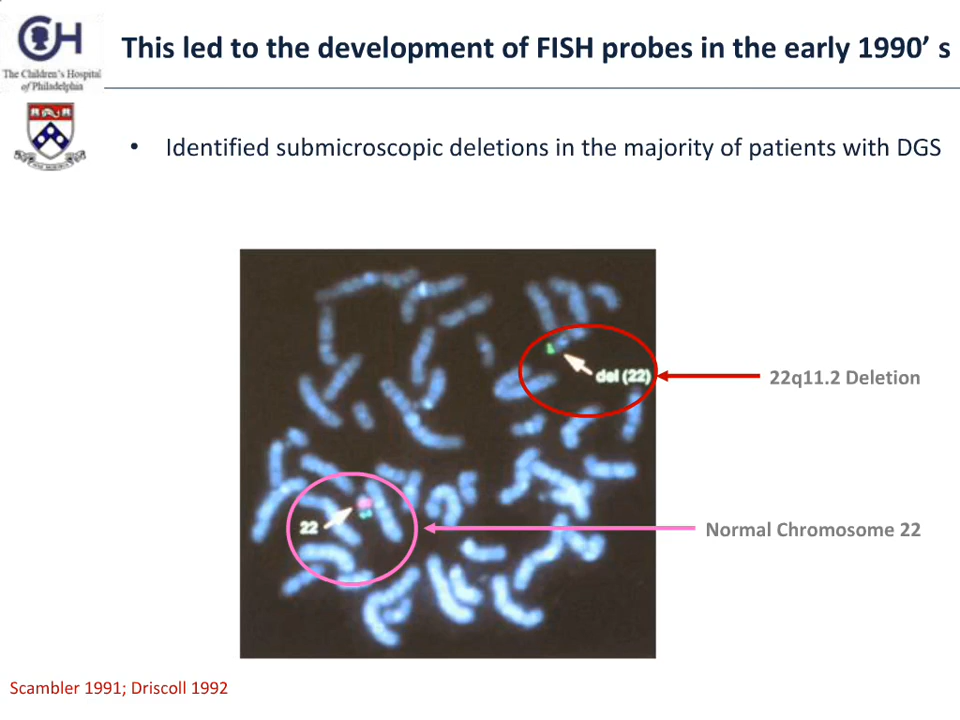 CH
The Children's Hospital
of Philadelphia
This led to the development of FISH probes in the early 1990’ s
• Identified submicroscopic deletions in the majority of patients with DGS
del (22)
22q11.2 Deletion
22
Normal Chromosome 22
Scambler 1991; Driscoll 1992